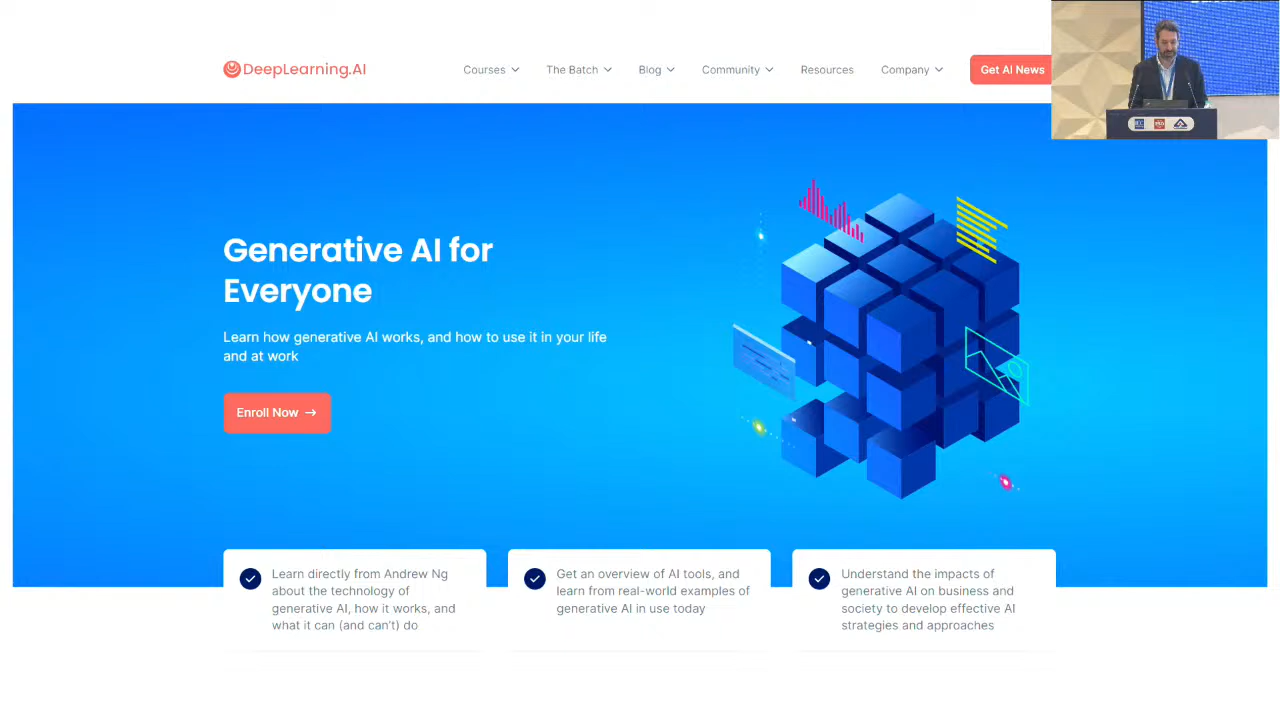 DeepLearning.AI
Courses
The Batch
Blog
Community
Resources
Company
Get AI News
Generative AI for
Everyone
Learn how generative AI works, and how to use it in your life
and at work
Enroll Now →
Learn directly from Andrew Ng
about the technology of
generative AI, how it works, and
what it can (and can't) do
Get an overview of AI tools, and
learn from real-world examples of
generative AI in use today
Understand the impacts of
generative AI on business and
society to develop effective AI
strategies and approaches